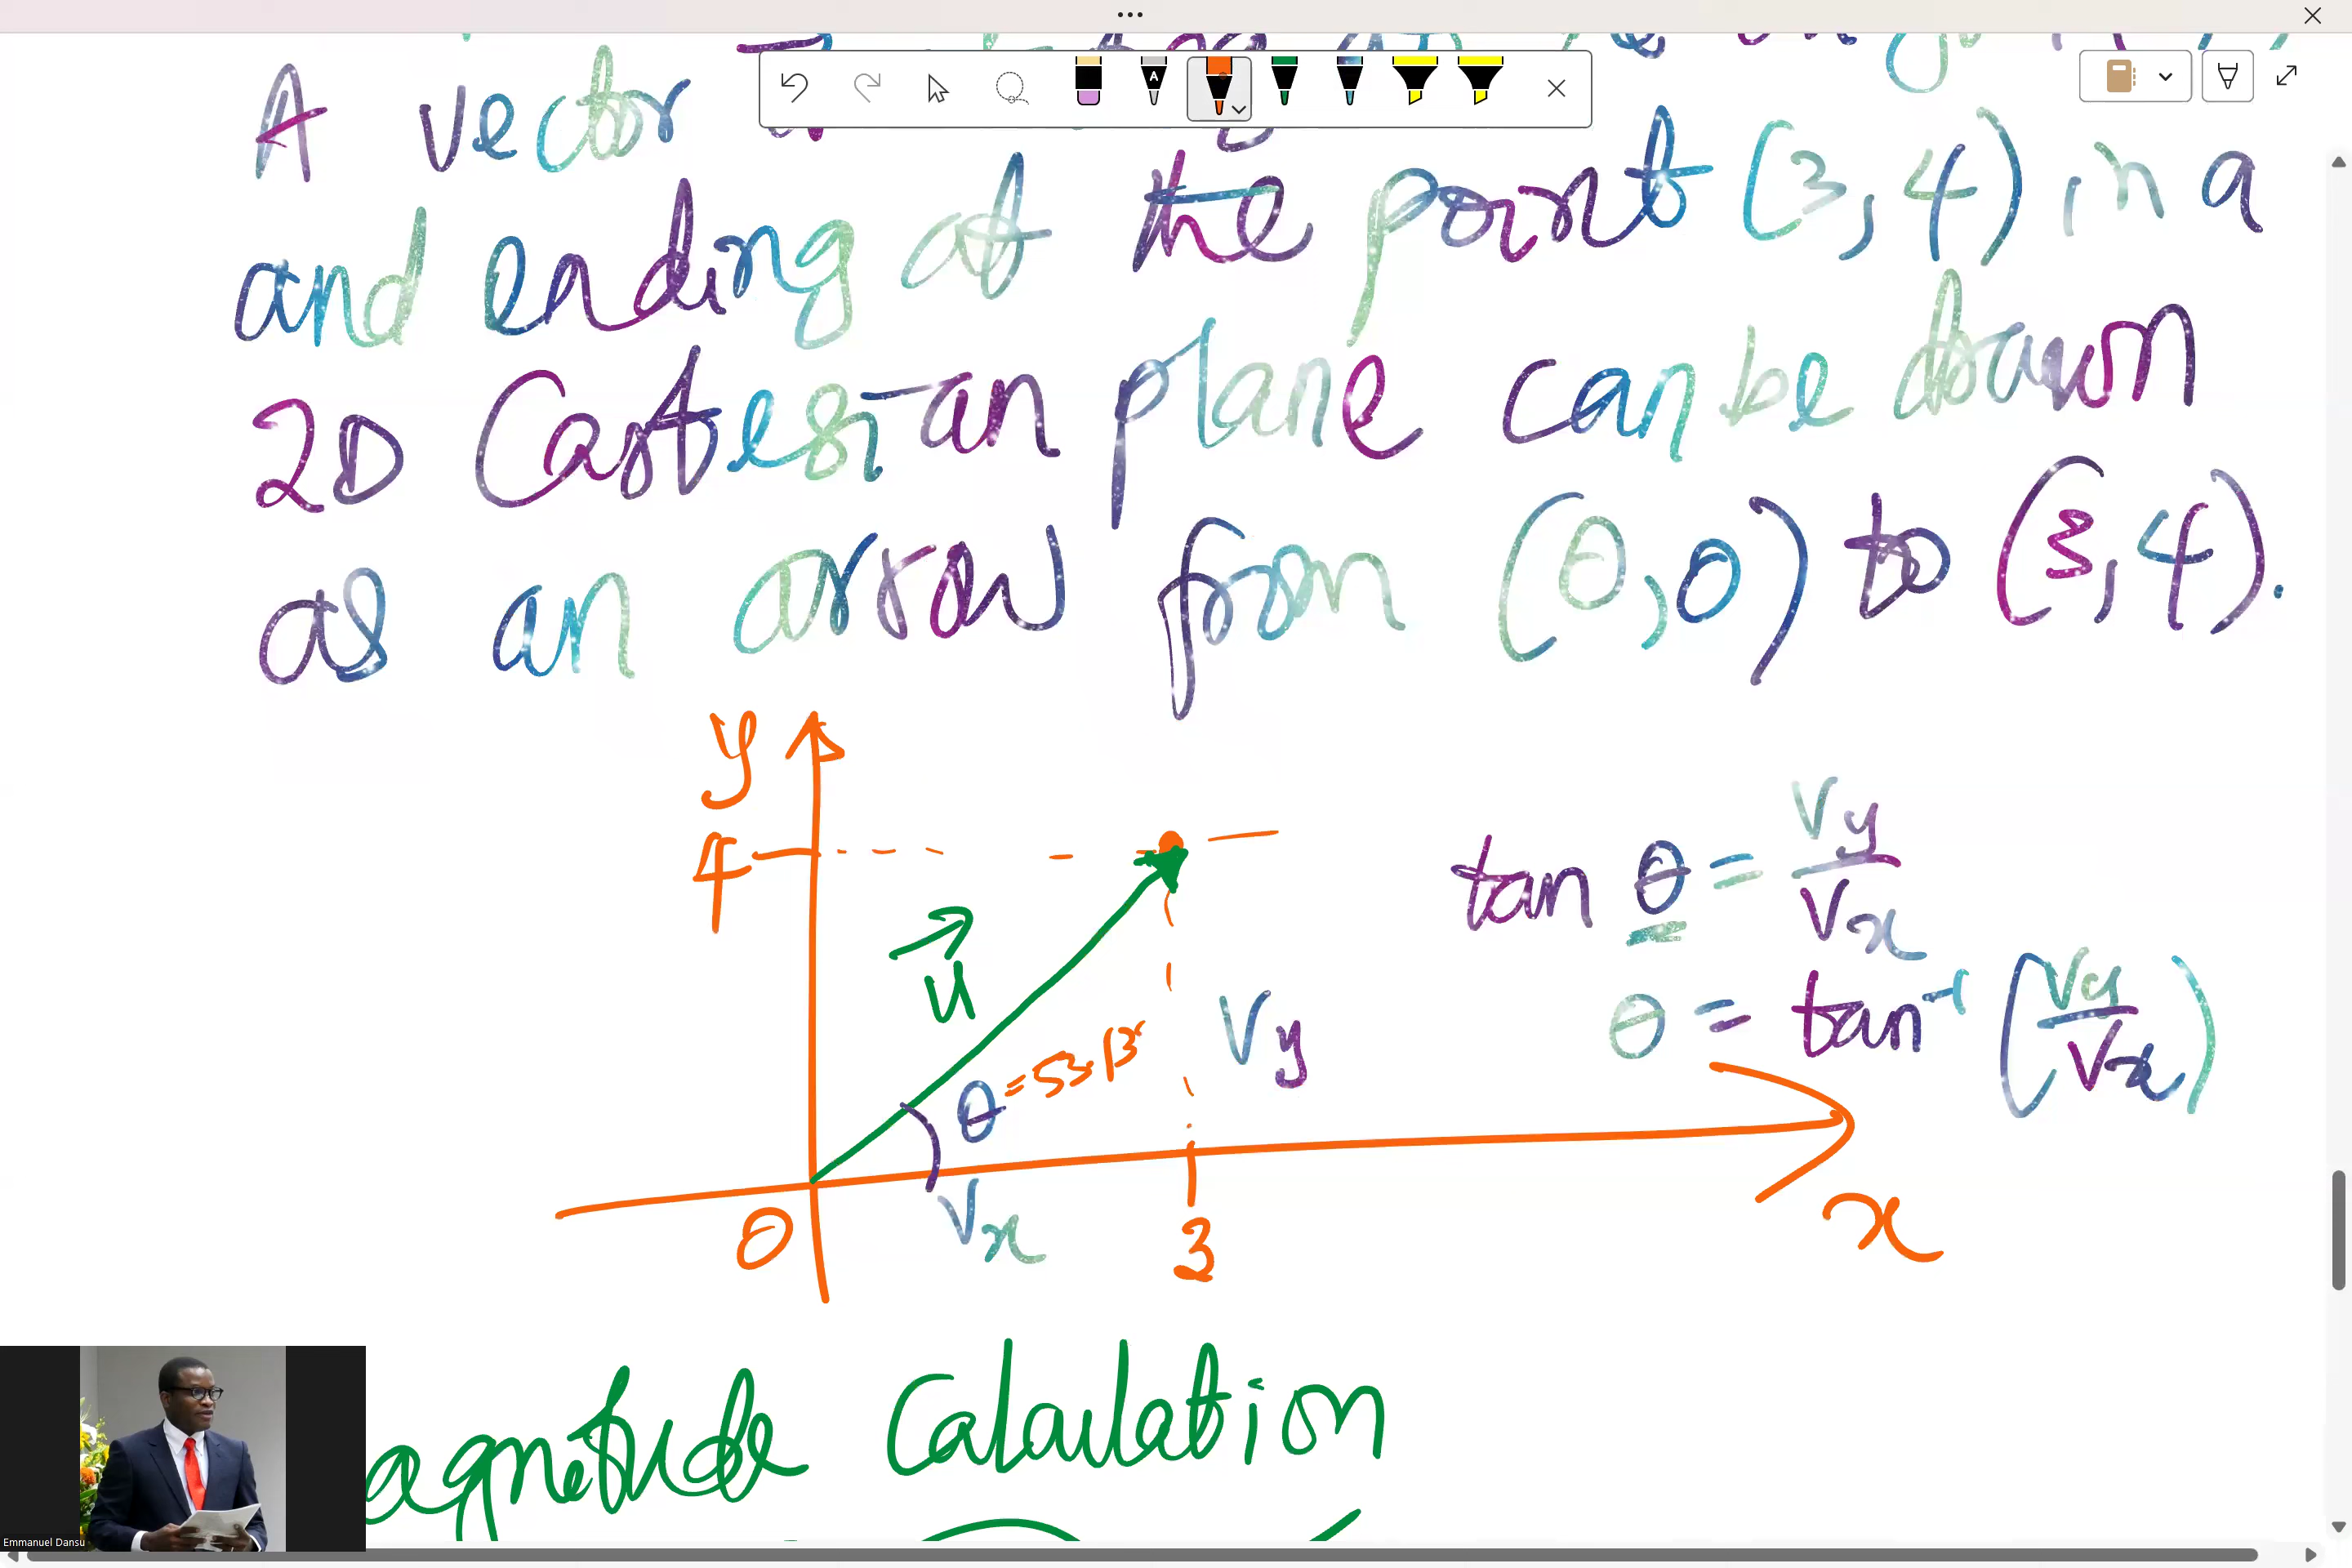 A vector
and ending at the point (3,4) in a
2D Cartesian plane can be drawn
as an arrow from (0,0) to (3,4).
y
4
u
θ = 53.13°
Vy
Vx
0
3
x
tan θ = Vy/Vx
θ = tan⁻¹ (Vy/Vx)
agnitude Calculation
Emmanuel Dansu